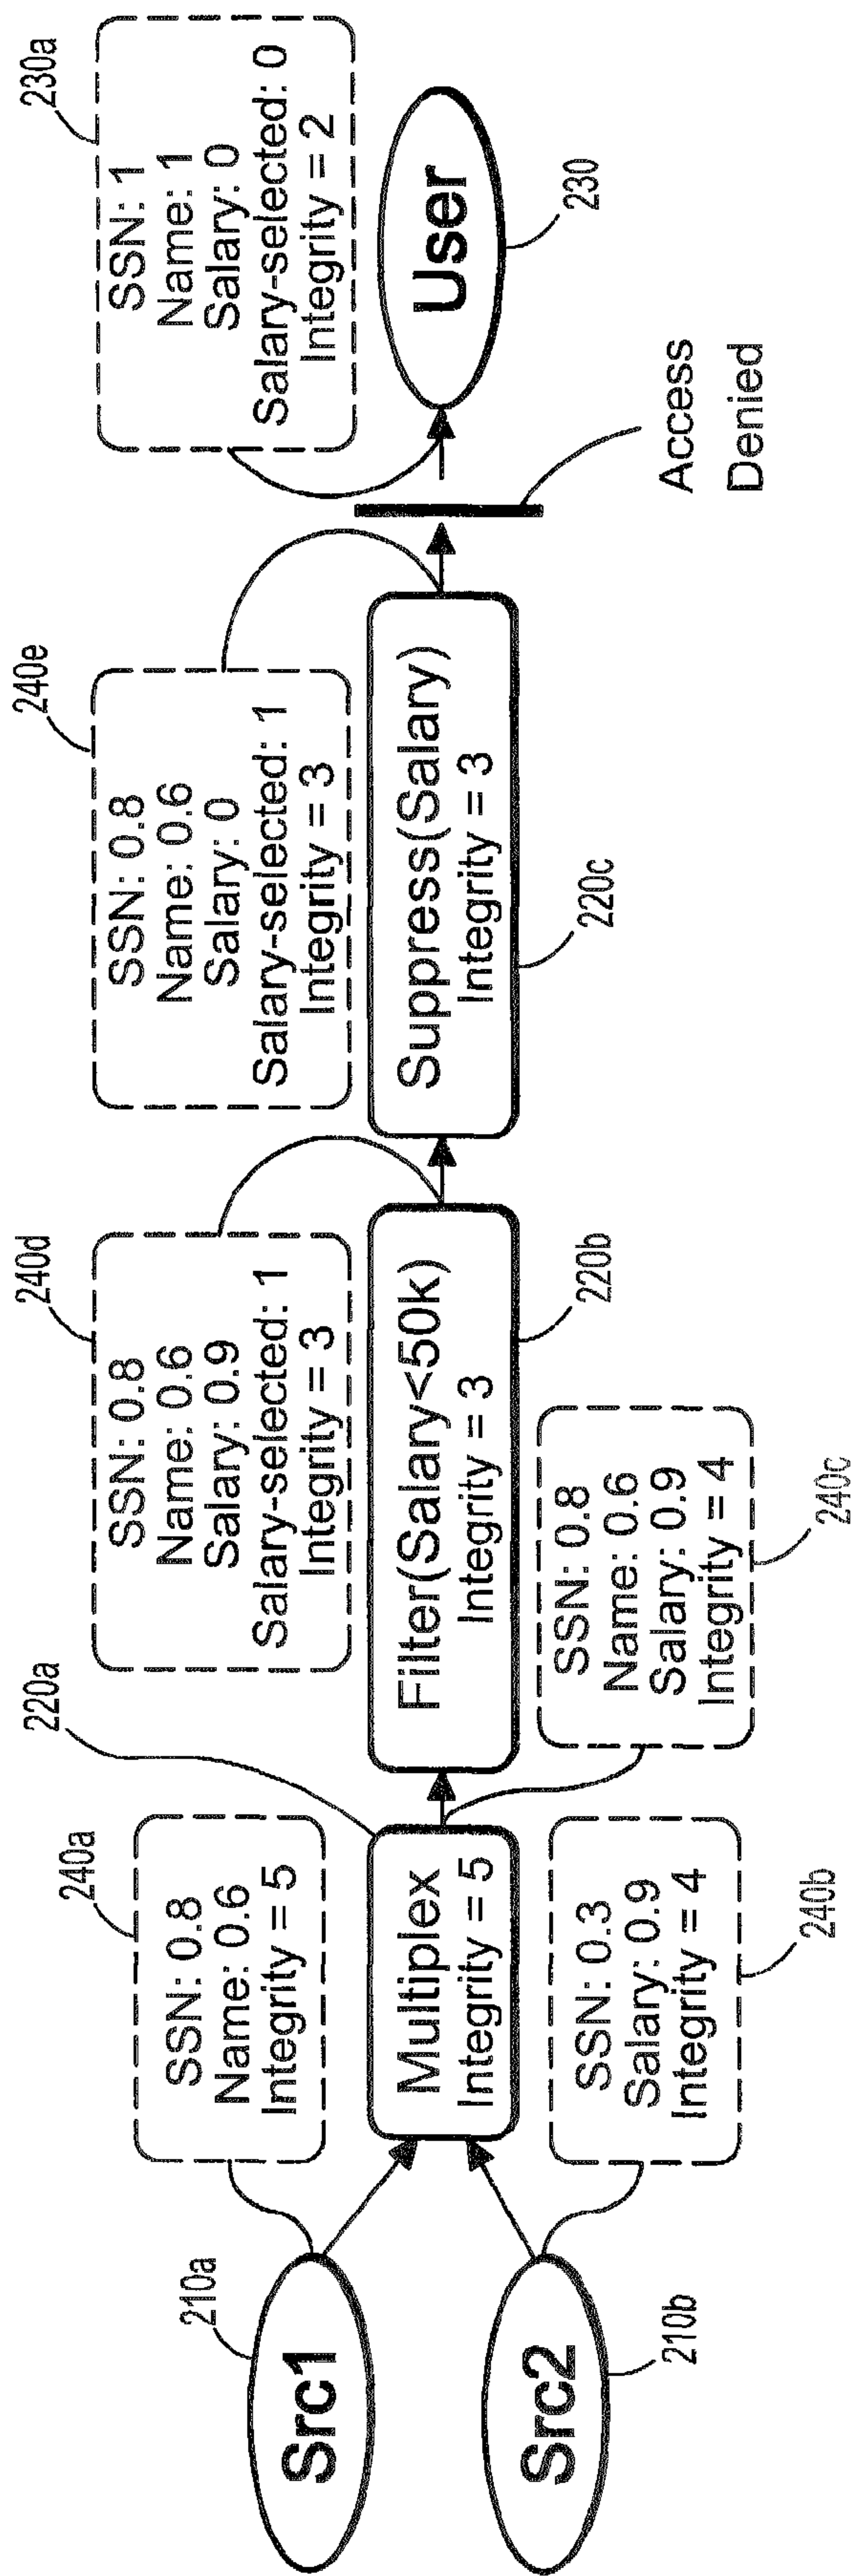 210a
Src1
210b
Src2
240a
SSN: 0.8
Name: 0.6
Integrity = 5
220a
Multiplex
Integrity = 5
SSN: 0.3
Salary: 0.9
Integrity = 4
240b
SSN: 0.8
Name: 0.6
Salary: 0.9
Integrity = 4
240c
240d
SSN: 0.8
Name: 0.6
Salary: 0.9
Salary-selected: 1
Integrity = 3
Filter(Salary<50k)
Integrity = 3
220b
240e
SSN: 0.8
Name: 0.6
Salary: 0
Salary-selected: 1
Integrity = 3
Suppress(Salary)
Integrity = 3
220c
Access
Denied
230a
SSN: 1
Name: 1
Salary: 0
Salary-selected: 0
Integrity = 2
User
230